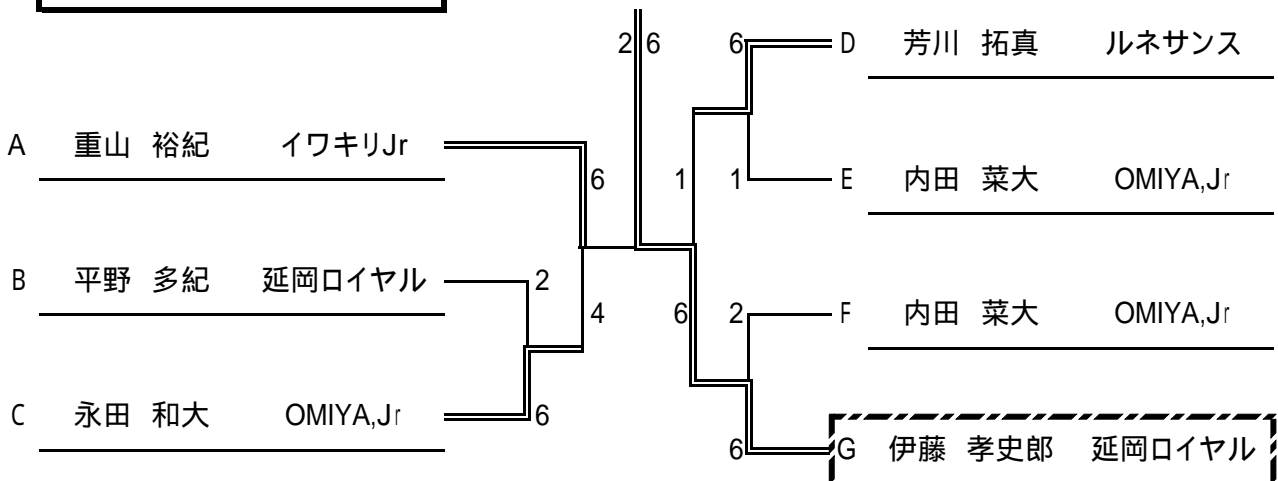 2 6 6 D 芳川 拓真 ルネサンス
A 重山 裕紀 イワキリJr
6 1 1 E 内田 菜大 OMIYA,Jr
B 平野 多紀 延岡ロイヤル 2
4 6 2 F 内田 菜大 OMIYA,Jr
C 永田 和大 OMIYA,Jr 6
6 G 伊藤 孝史郎 延岡ロイヤル